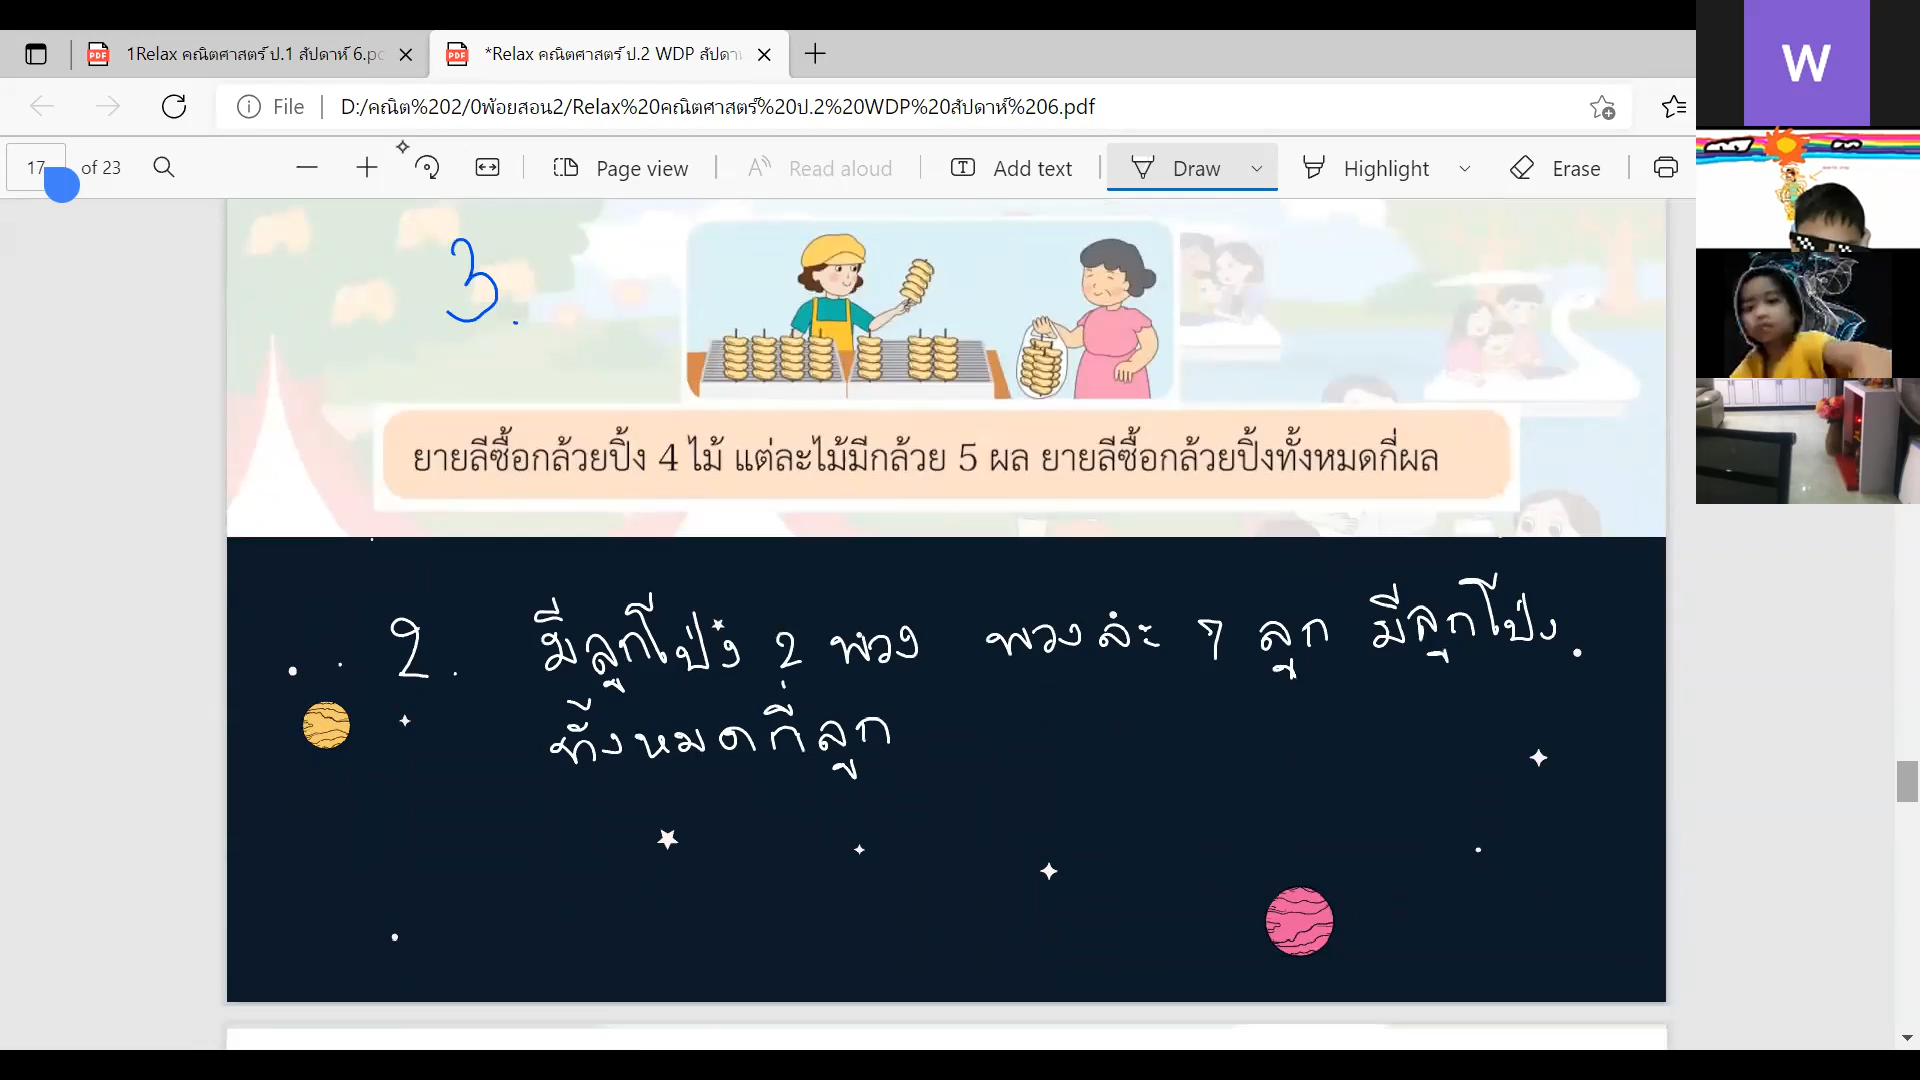 1Relax คณิตศาสตร์ ป.1 สัปดาห์ 6.pd
*Relax คณิตศาสตร์ ป.2 WDP สัปดา
File
D:/คณิต%202/0พ้อยสอน2/Relax%20คณิตศาสตร์%20ป.2%20WDP%20สัปดาห์%206.pdf
17 of 23
Page view
Read aloud
Add text
Draw
Highlight
Erase
W
3.
ยายลีซื้อกล้วยปิ้ง 4 ไม้ แต่ละไม้มีกล้วย 5 ผล ยายลีซื้อกล้วยปิ้งทั้งหมดกี่ผล
2. มีลูกโป่ง 2 พวง พวงละ 7 ลูก มีลูกโป่ง
ทั้งหมดกี่ลูก